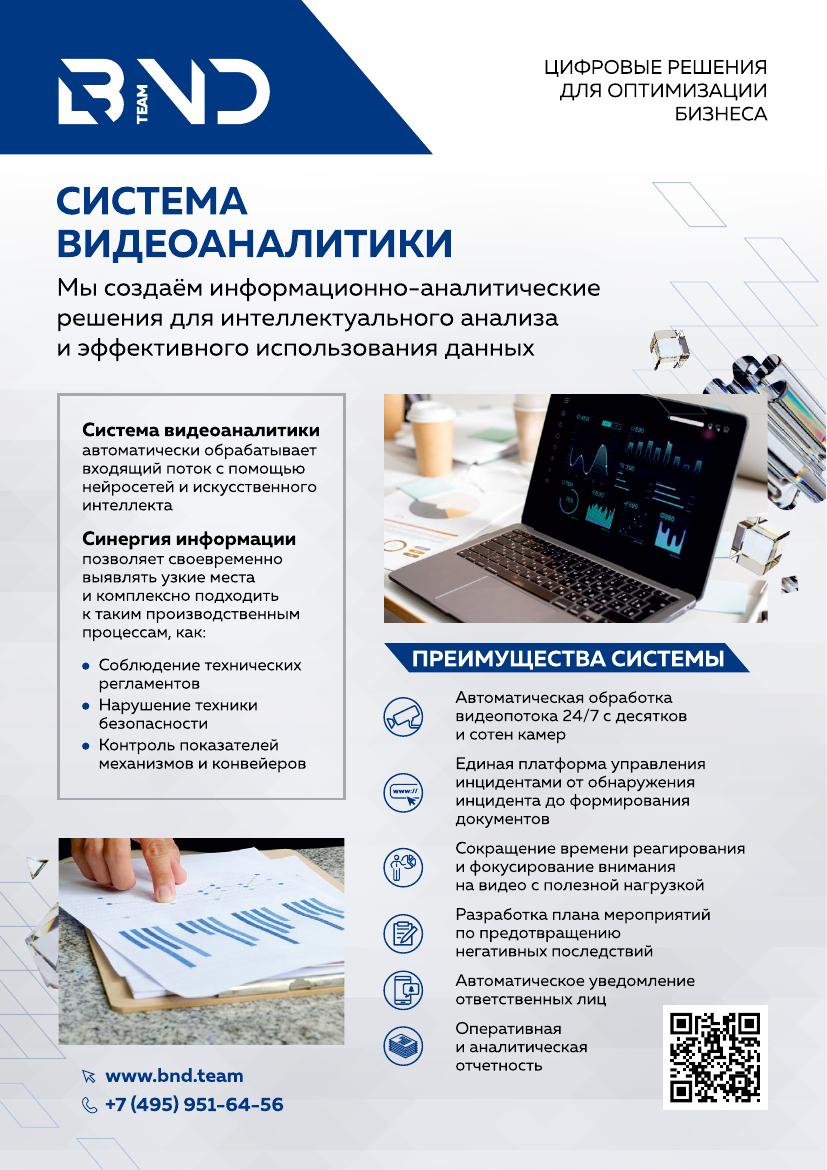 BND
TEAM
ЦИФРОВЫЕ РЕШЕНИЯ
ДЛЯ ОПТИМИЗАЦИИ
БИЗНЕСА
СИСТЕМА
ВИДЕОАНАЛИТИКИ
Мы создаём информационно-аналитические
решения для интеллектуального анализа
и эффективного использования данных
Система видеоаналитики
автоматически обрабатывает
входящий поток с помощью
нейросетей и искусственного
интеллекта
Синергия информации
позволяет своевременно
выявлять узкие места
и комплексно подходить
к таким производственным
процессам, как:
• Соблюдение технических
регламентов
• Нарушение техники
безопасности
• Контроль показателей
механизмов и конвейеров
ПРЕИМУЩЕСТВА СИСТЕМЫ
Автоматическая обработка
видеопотока 24/7 с десятков
и сотен камер
www://
Единая платформа управления
инцидентами от обнаружения
инцидента до формирования
документов
Сокращение времени реагирования
и фокусирование внимания
на видео с полезной нагрузкой
Разработка плана мероприятий
по предотвращению
негативных последствий
Автоматическое уведомление
ответственных лиц
Оперативная
и аналитическая
отчетность
www.bnd.team
+7 (495) 951-64-56